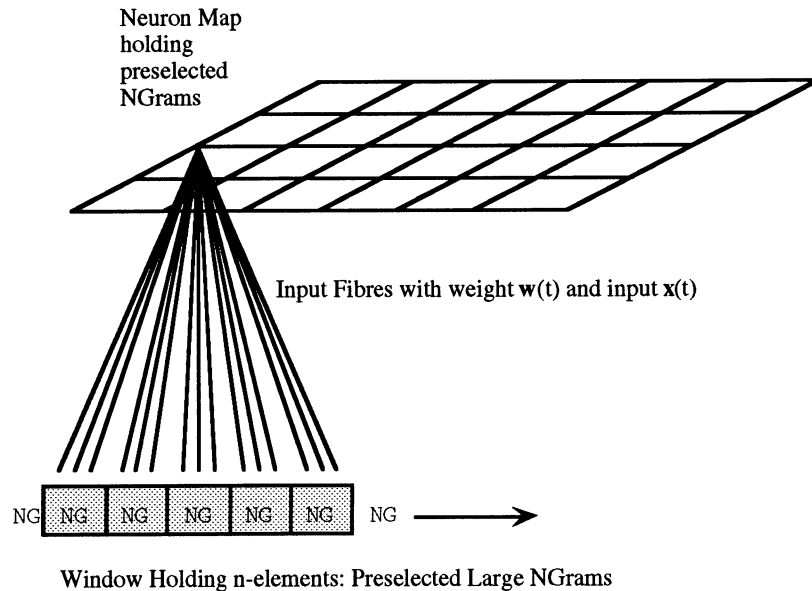 Neuron Map
holding
preselected
NGrams
Input Fibres with weight w(t) and input x(t)
NG NG NG NG NG NG NG
Window Holding n-elements: Preselected Large NGrams